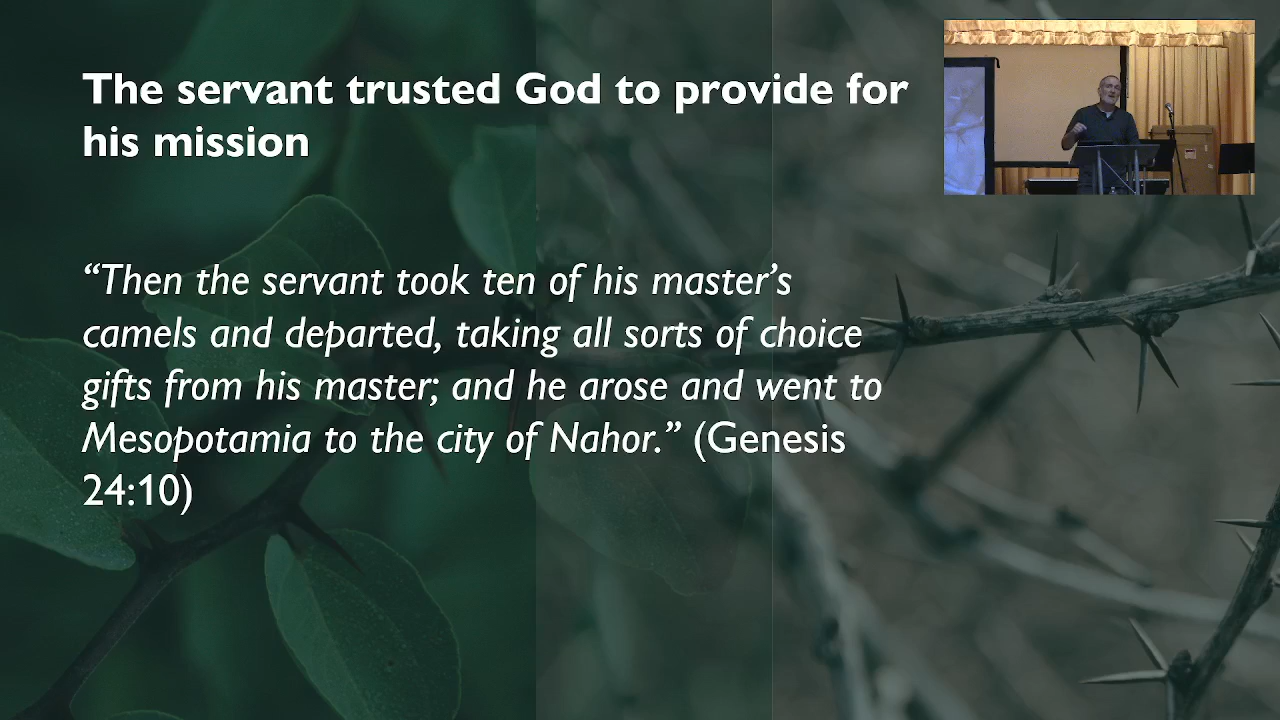 The servant trusted God to provide for
his mission
“Then the servant took ten of his master’s
camels and departed, taking all sorts of choice
gifts from his master; and he arose and went to
Mesopotamia to the city of Nahor.” (Genesis
24:10)